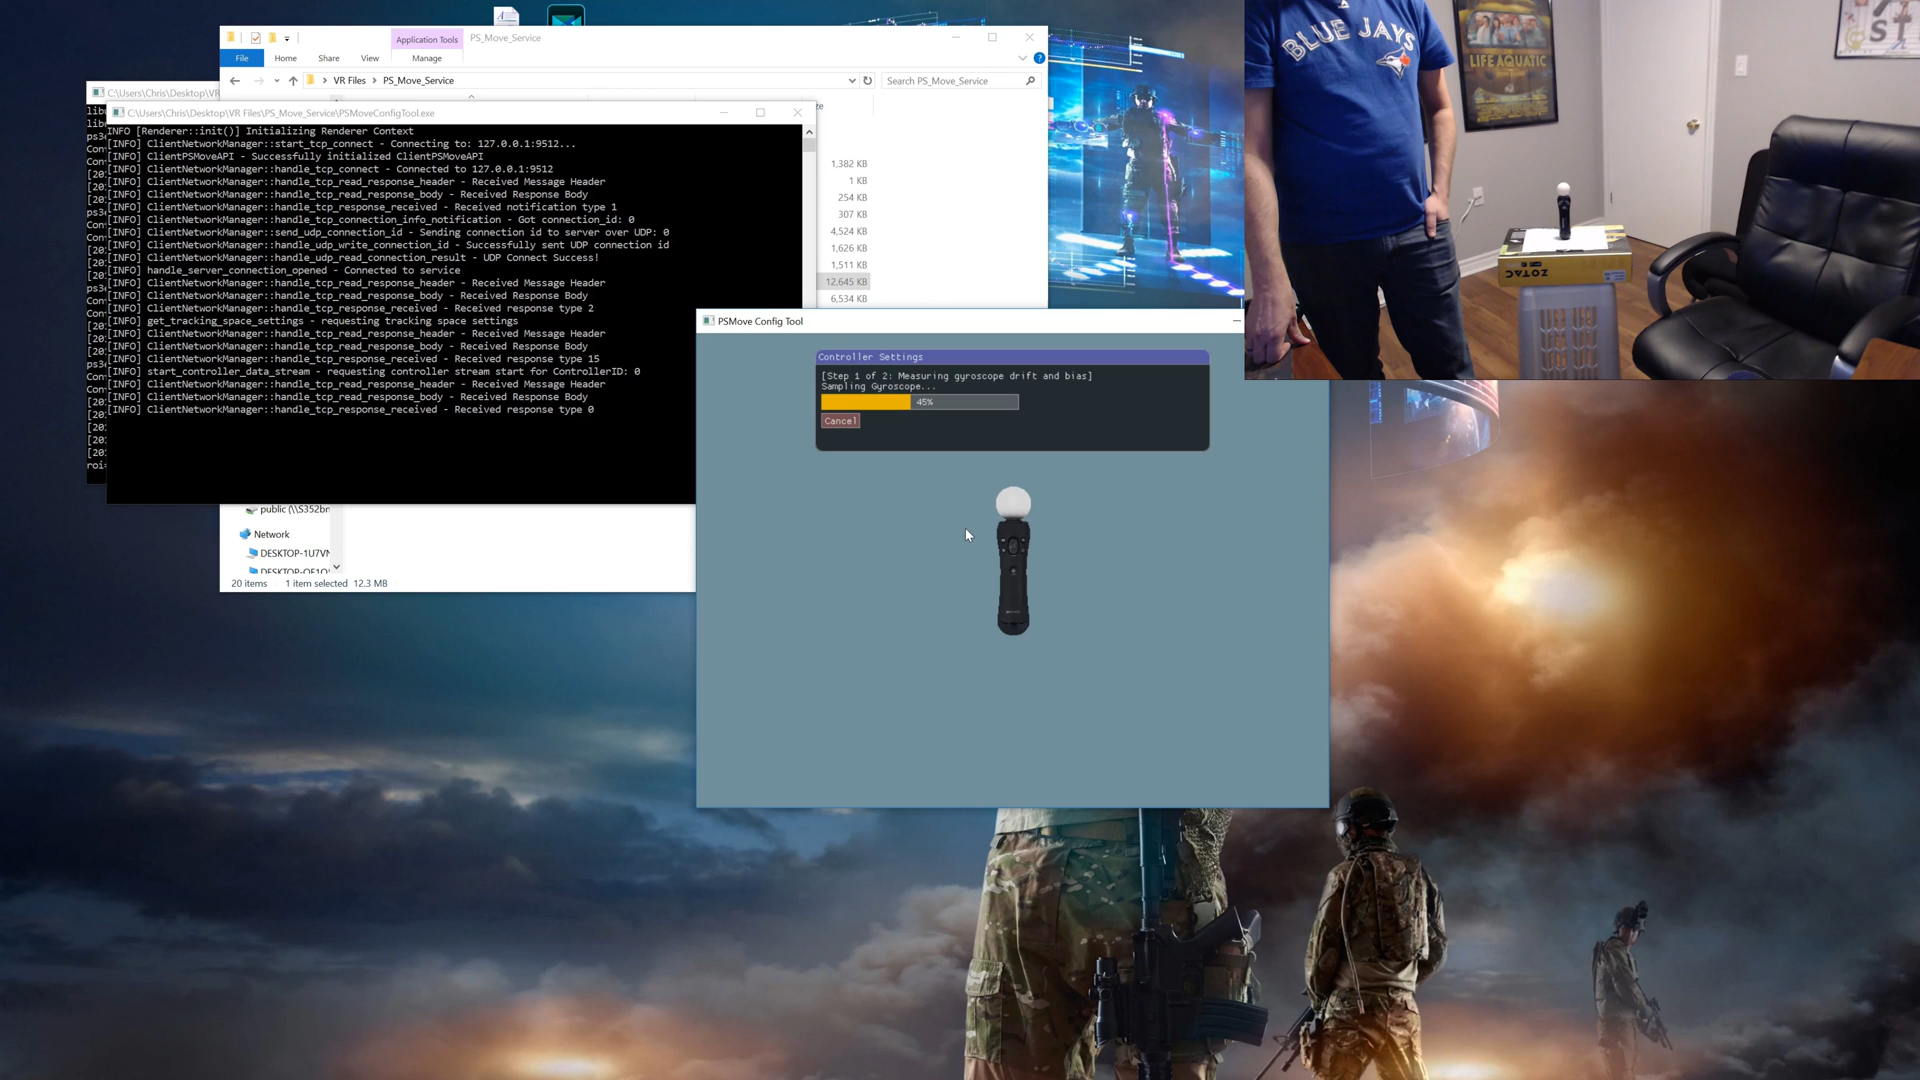 Application Tools
PS_Move_Service
File
Home
Share
View
Manage
VR Files
PS_Move_Service
Search PS_Move_Service
C:\Users\Chris\Desktop\VR
C:\Users\Chris\Desktop\VR Files\PS_Move_Service\PSMoveConfigTool.exe
INFO [Renderer::init()] Initializing Renderer Context
[INFO] ClientNetworkManager::start_tcp_connect - Connecting to: 127.0.0.1:9512...
[INFO] ClientPSMoveAPI - Successfully initialized ClientPSMoveAPI
[INFO] ClientNetworkManager::handle_tcp_connect - Connected to 127.0.0.1:9512
[INFO] ClientNetworkManager::handle_tcp_read_response_header - Received Message Header
[INFO] ClientNetworkManager::handle_tcp_read_response_body - Received Response Body
[INFO] ClientNetworkManager::handle_tcp_response_received - Received notification type 1
[INFO] ClientNetworkManager::handle_tcp_connection_info_notification - Got connection_id: 0
[INFO] ClientNetworkManager::send_udp_connection_id - Sending connection id to server over UDP: 0
[INFO] ClientNetworkManager::handle_udp_write_connection_id - Successfully sent UDP connection id
[INFO] ClientNetworkManager::handle_udp_read_connection_result - UDP Connect Success!
[INFO] handle_server_connection_opened - Connected to service
[INFO] ClientNetworkManager::handle_tcp_read_response_header - Received Message Header
[INFO] ClientNetworkManager::handle_tcp_read_response_body - Received Response Body
[INFO] ClientNetworkManager::handle_tcp_response_received - Received response type 2
[INFO] get_tracking_space_settings - requesting tracking space settings
[INFO] ClientNetworkManager::handle_tcp_read_response_header - Received Message Header
[INFO] ClientNetworkManager::handle_tcp_read_response_body - Received Response Body
[INFO] ClientNetworkManager::handle_tcp_response_received - Received response type 15
[INFO] start_controller_data_stream - requesting controller stream start for ControllerID: 0
[INFO] ClientNetworkManager::handle_tcp_read_response_header - Received Message Header
[INFO] ClientNetworkManager::handle_tcp_read_response_body - Received Response Body
[INFO] ClientNetworkManager::handle_tcp_response_received - Received response type 0
1,382 KB
1 KB
254 KB
307 KB
4,524 KB
1,626 KB
1,511 KB
12,645 KB
6,534 KB
public (\\S352bn
Network
DESKTOP-1U7VN
20 items
1 item selected 12.3 MB
PSMove Config Tool
Controller Settings
[Step 1 of 2: Measuring gyroscope drift and bias]
Sampling Gyroscope...
45%
Cancel
BLUE JAYS
LIFE AQUATIC
ZOTAC